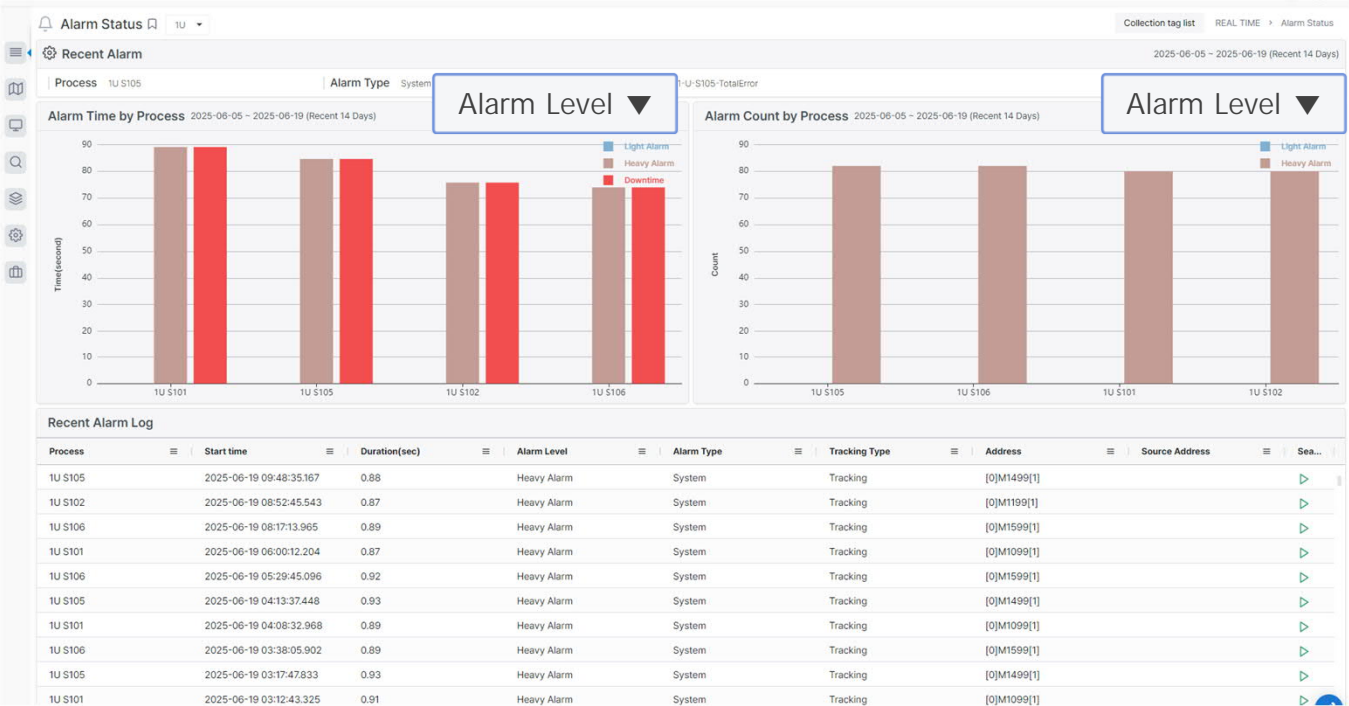 Alarm Status 1U Collection tag list REAL TIME > Alarm Status
Recent Alarm 2025-06-05 ~ 2025-06-19 (Recent 14 Days)
Process 1U S105 Alarm Type System 1-U-S105-TotalError
Alarm Level ▼
Alarm Level ▼
Alarm Time by Process 2025-06-05 ~ 2025-06-19 (Recent 14 Days)
Light Alarm
Heavy Alarm
Downtime
Time(second)
90
80
70
60
50
40
30
20
10
0
1U S101 1U S105 1U S102 1U S106
Alarm Count by Process 2025-06-05 ~ 2025-06-19 (Recent 14 Days)
Light Alarm
Heavy Alarm
Count
90
80
70
60
50
40
30
20
10
0
1U S105 1U S106 1U S101 1U S102
Recent Alarm Log
Process Start time Duration(sec) Alarm Level Alarm Type Tracking Type Address Source Address Sea...
1U S105 2025-06-19 09:48:35.167 0.88 Heavy Alarm System Tracking [0]M1499[1]
1U S102 2025-06-19 08:52:45.543 0.87 Heavy Alarm System Tracking [0]M1199[1]
1U S106 2025-06-19 08:17:13.965 0.89 Heavy Alarm System Tracking [0]M1599[1]
1U S101 2025-06-19 06:00:12.204 0.87 Heavy Alarm System Tracking [0]M1099[1]
1U S106 2025-06-19 05:29:45.096 0.92 Heavy Alarm System Tracking [0]M1599[1]
1U S105 2025-06-19 04:13:37.448 0.93 Heavy Alarm System Tracking [0]M1499[1]
1U S101 2025-06-19 04:08:32.968 0.89 Heavy Alarm System Tracking [0]M1099[1]
1U S106 2025-06-19 03:38:05.902 0.89 Heavy Alarm System Tracking [0]M1599[1]
1U S105 2025-06-19 03:17:47.833 0.93 Heavy Alarm System Tracking [0]M1499[1]
1U S101 2025-06-19 03:12:43.325 0.91 Heavy Alarm System Tracking [0]M1099[1]